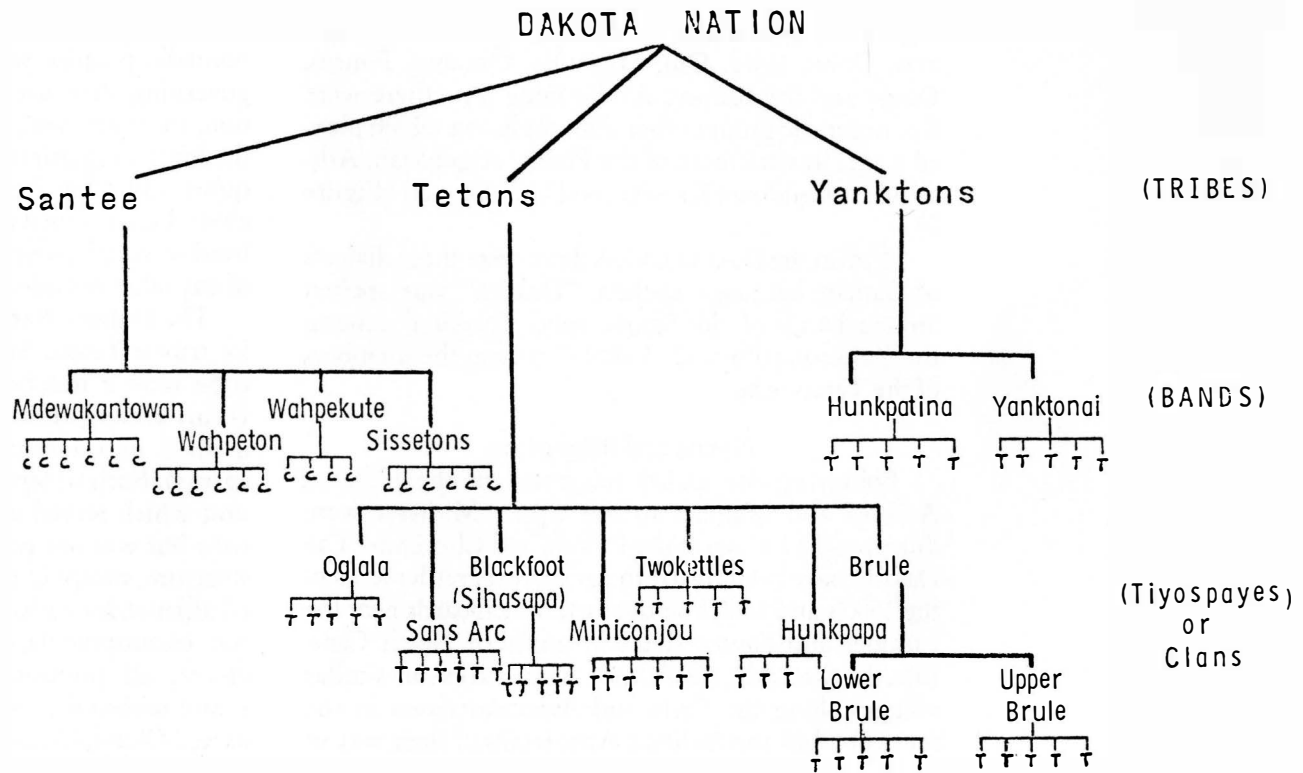 DAKOTA NATION
Santee Tetons Yanktons (TRIBES)
Mdewakantowan Wahpekute Hunkpatina Yanktonai (BANDS)
Wahpeton Sissetons
c c c c c c
c c c c c c
c c c c
c c c c c c
T T T T T
T T T T T
Oglala Blackfoot Twokettles Brule
(Sihasapa)
(Tiyospayes)
or
Clans
Sans Arc Miniconjou Hunkpapa
T T T T T
T T T T T T
T T T T T
T T T T T T
T T T T T
T T T
Lower
Brule
Upper
Brule
T T T T T
T T T T T